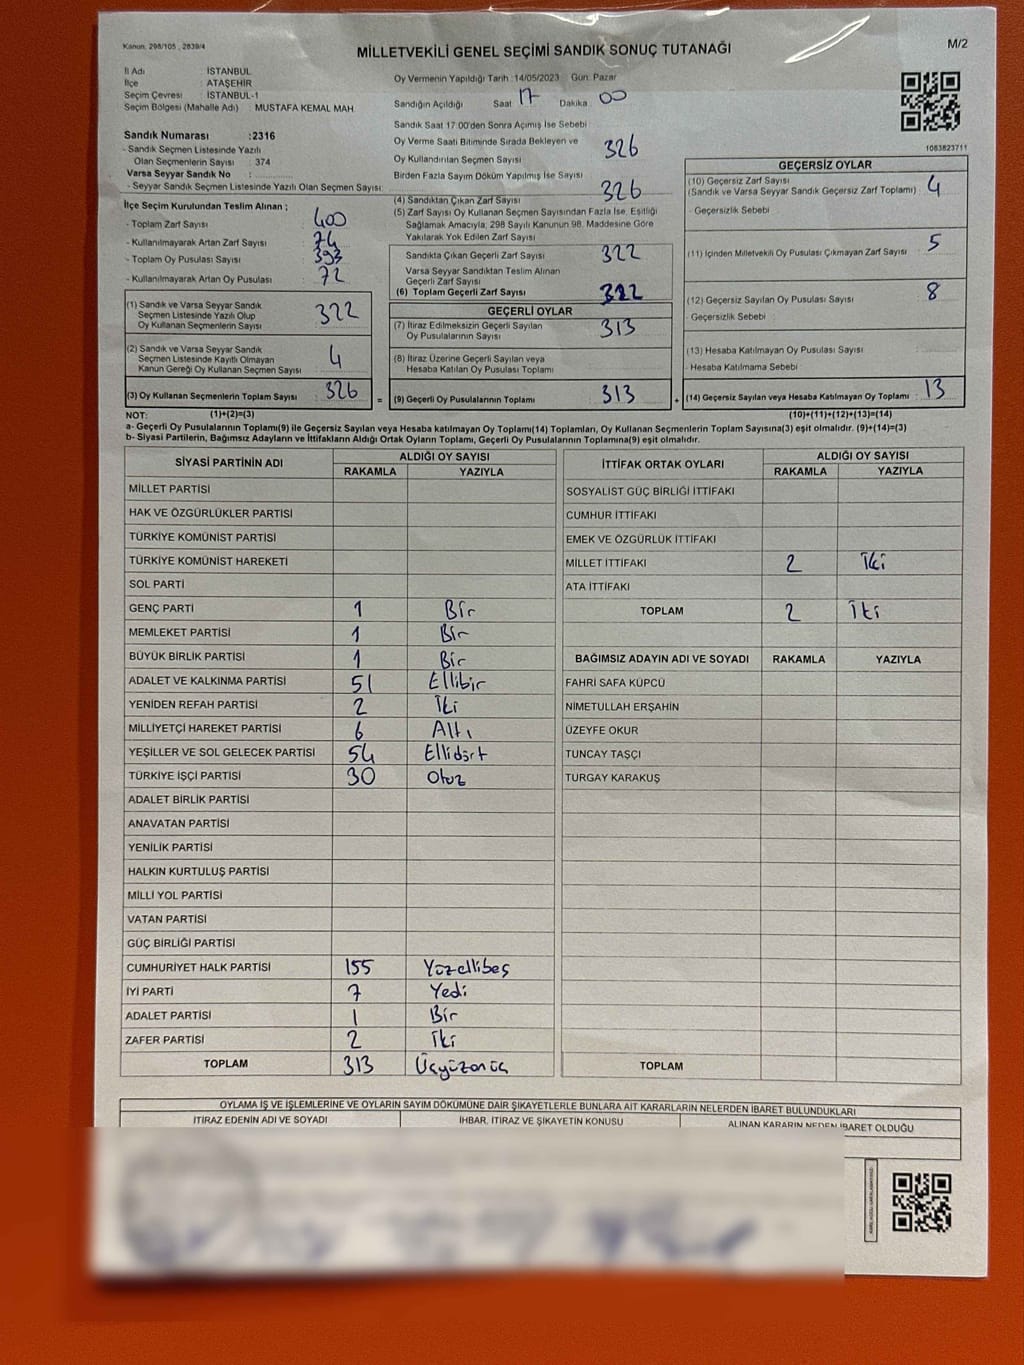 Kanun, 298/105 , 2839/4
MİLLETVEKİLİ GENEL SEÇİMİ SANDIK SONUÇ TUTANAĞI
M/2
İl Adı : İSTANBUL
İlçe : ATAŞEHİR
Seçim Çevresi : İSTANBUL-1
Seçim Bölgesi (Mahalle Adı) : MUSTAFA KEMAL MAH
Sandık Numarası :2316
- Sandık Seçmen Listesinde Yazılı
Olan Seçmenlerin Sayısı : 374
Varsa Seyyar Sandık No :
- Seyyar Sandık Seçmen Listesinde Yazılı Olan Seçmen Sayısı:
İlçe Seçim Kurulundan Teslim Alınan ;
- Toplam Zarf Sayısı : 400
- Kullanılmayarak Artan Zarf Sayısı : 74
- Toplam Oy Pusulası Sayısı : 393
- Kullanılmayarak Artan Oy Pusulası : 72
(1) Sandık ve Varsa Seyyar Sandık
Seçmen Listesinde Yazılı Olup
Oy Kullanan Seçmenlerin Sayısı : 322
(2) Sandık ve Varsa Seyyar Sandık
Seçmen Listesinde Kayıtlı Olmayan
Kanun Gereği Oy Kullanan Seçmen Sayısı : 4
(3) Oy Kullanan Seçmenlerin Toplam Sayısı : 326
Oy Vermenin Yapıldığı Tarih :14/05/2023 Gün: Pazar
Sandığın Açıldığı Saat 17 Dakika 00
Sandık Saat 17:00'den Sonra Açımış İse Sebebi :
Oy Verme Saati Bitiminde Sırada Bekleyen ve
Oy Kullandırılan Seçmen Sayısı : 326
Birden Fazla Sayım Döküm Yapılmış İse Sayısı :
(4) Sandıktan Çıkan Zarf Sayısı : 326
(5) Zarf Sayısı Oy Kullanan Seçmen Sayısından Fazla İse, Eşitliği
Sağlamak Amacıyla; 298 Sayılı Kanunun 98. Maddesine Göre
Yakılarak Yok Edilen Zarf Sayısı :
Sandıkta Çıkan Geçerli Zarf Sayısı : 322
Varsa Seyyar Sandıktan Teslim Alınan
Geçerli Zarf Sayısı :
(6) Toplam Geçerli Zarf Sayısı : 322
GEÇERLİ OYLAR
(7) İtiraz Edilmeksizin Geçerli Sayılan
Oy Pusulalarının Sayısı : 313
(8) İtiraz Üzerine Geçerli Sayılan veya
Hesaba Katılan Oy Pusulası Toplamı :
= (9) Geçerli Oy Pusulalarının Toplamı : 313
1083823711
GEÇERSİZ OYLAR
(10) Geçersiz Zarf Sayısı
(Sandık ve Varsa Seyyar Sandık Geçersiz Zarf Toplamı) : 4
- Geçersizlik Sebebi :
(11) İçinden Milletvekili Oy Pusulası Çıkmayan Zarf Sayısı : 5
(12) Geçersiz Sayılan Oy Pusulası Sayısı : 8
- Geçersizlik Sebebi :
(13) Hesaba Katılmayan Oy Pusulası Sayısı :
- Hesaba Katılmama Sebebi :
+ (14) Geçersiz Sayılan veya Hesaba Katılmayan Oy Toplamı : 13
NOT: (1)+(2)=(3) (10)+(11)+(12)+(13)=(14)
a- Geçerli Oy Pusulalarının Toplamı(9) ile Geçersiz Sayılan veya Hesaba katılmayan Oy Toplamı(14) Toplamları, Oy Kullanan Seçmenlerin Toplam Sayısına(3) eşit olmalıdır. (9)+(14)=(3)
b- Siyasi Partilerin, Bağımsız Adayların ve İttifakların Aldığı Ortak Oyların Toplamı, Geçerli Oy Pusulalarının Toplamına(9) eşit olmalıdır.
SİYASİ PARTİNİN ADI ALDIĞI OY SAYISI
RAKAMLA YAZIYLA
MİLLET PARTİSİ
HAK VE ÖZGÜRLÜKLER PARTİSİ
TÜRKİYE KOMÜNİST PARTİSİ
TÜRKİYE KOMÜNİST HAREKETİ
SOL PARTİ
GENÇ PARTİ 1 Bir
MEMLEKET PARTİSİ 1 Bir
BÜYÜK BİRLİK PARTİSİ 1 Bir
ADALET VE KALKINMA PARTİSİ 51 Ellibir
YENİDEN REFAH PARTİSİ 2 İki
MİLLİYETÇİ HAREKET PARTİSİ 6 Altı
YEŞİLLER VE SOL GELECEK PARTİSİ 54 Ellidört
TÜRKİYE İŞÇİ PARTİSİ 30 Otuz
ADALET BİRLİK PARTİSİ
ANAVATAN PARTİSİ
YENİLİK PARTİSİ
HALKIN KURTULUŞ PARTİSİ
MİLLİ YOL PARTİSİ
VATAN PARTİSİ
GÜÇ BİRLİĞİ PARTİSİ
CUMHURİYET HALK PARTİSİ 155 Yüzellibeş
İYİ PARTİ 7 Yedi
ADALET PARTİSİ 1 Bir
ZAFER PARTİSİ 2 İki
TOPLAM 313 Üçyüzonüç
İTTİFAK ORTAK OYLARI ALDIĞI OY SAYISI
RAKAMLA YAZIYLA
SOSYALİST GÜÇ BİRLİĞİ İTTİFAKI
CUMHUR İTTİFAKI
EMEK VE ÖZGÜRLÜK İTTİFAKI
MİLLET İTTİFAKI 2 İki
ATA İTTİFAKI
TOPLAM 2 İki
BAĞIMSIZ ADAYIN ADI VE SOYADI RAKAMLA YAZIYLA
FAHRİ SAFA KÜPCÜ
NİMETULLAH ERŞAHİN
ÜZEYFE OKUR
TUNCAY TAŞÇI
TURGAY KARAKUŞ
TOPLAM
OYLAMA İŞ VE İŞLEMLERİNE VE OYLARIN SAYIM DÖKÜMÜNE DAİR ŞİKAYETLERLE BUNLARA AİT KARARLARIN NELERDEN İBARET BULUNDUKLARI
İTİRAZ EDENİN ADI VE SOYADI İHBAR, İTİRAZ VE ŞİKAYETİN KONUSU ALINAN KARARIN NEDEN İBARET OLDUĞU